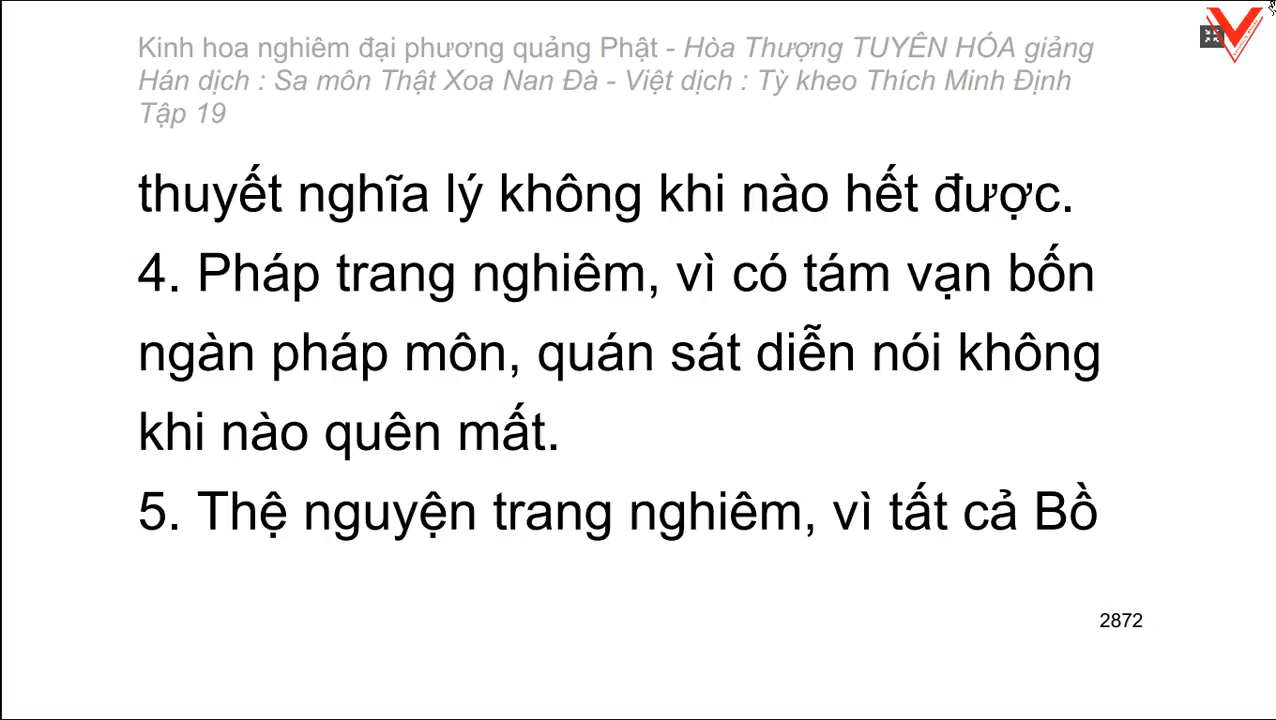 Kinh hoa nghiêm đại phương quảng Phật - Hòa Thượng TUYÊN HÓA giảng
Hán dịch : Sa môn Thật Xoa Nan Đà - Việt dịch : Tỳ kheo Thích Minh Định
Tập 19
thuyết nghĩa lý không khi nào hết được.
4. Pháp trang nghiêm, vì có tám vạn bốn
ngàn pháp môn, quán sát diễn nói không
khi nào quên mất.
5. Thệ nguyện trang nghiêm, vì tất cả Bồ
2872